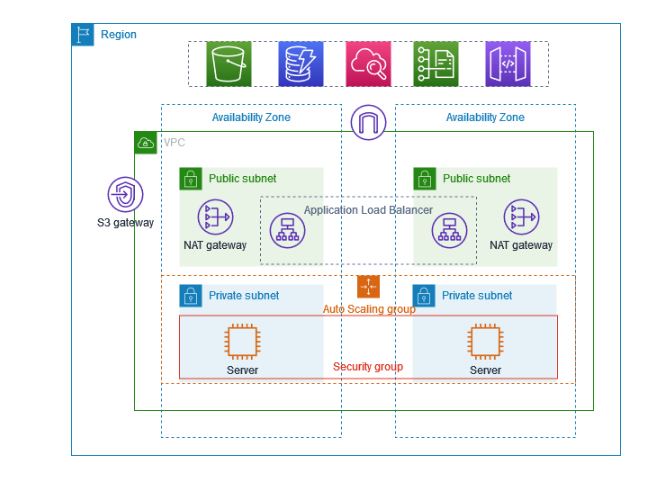 Region
Availability Zone
Availability Zone
VPC
Public subnet
Public subnet
S3 gateway
Application Load Balancer
NAT gateway
NAT gateway
Private subnet
Private subnet
Auto Scaling group
Security group
Server
Server